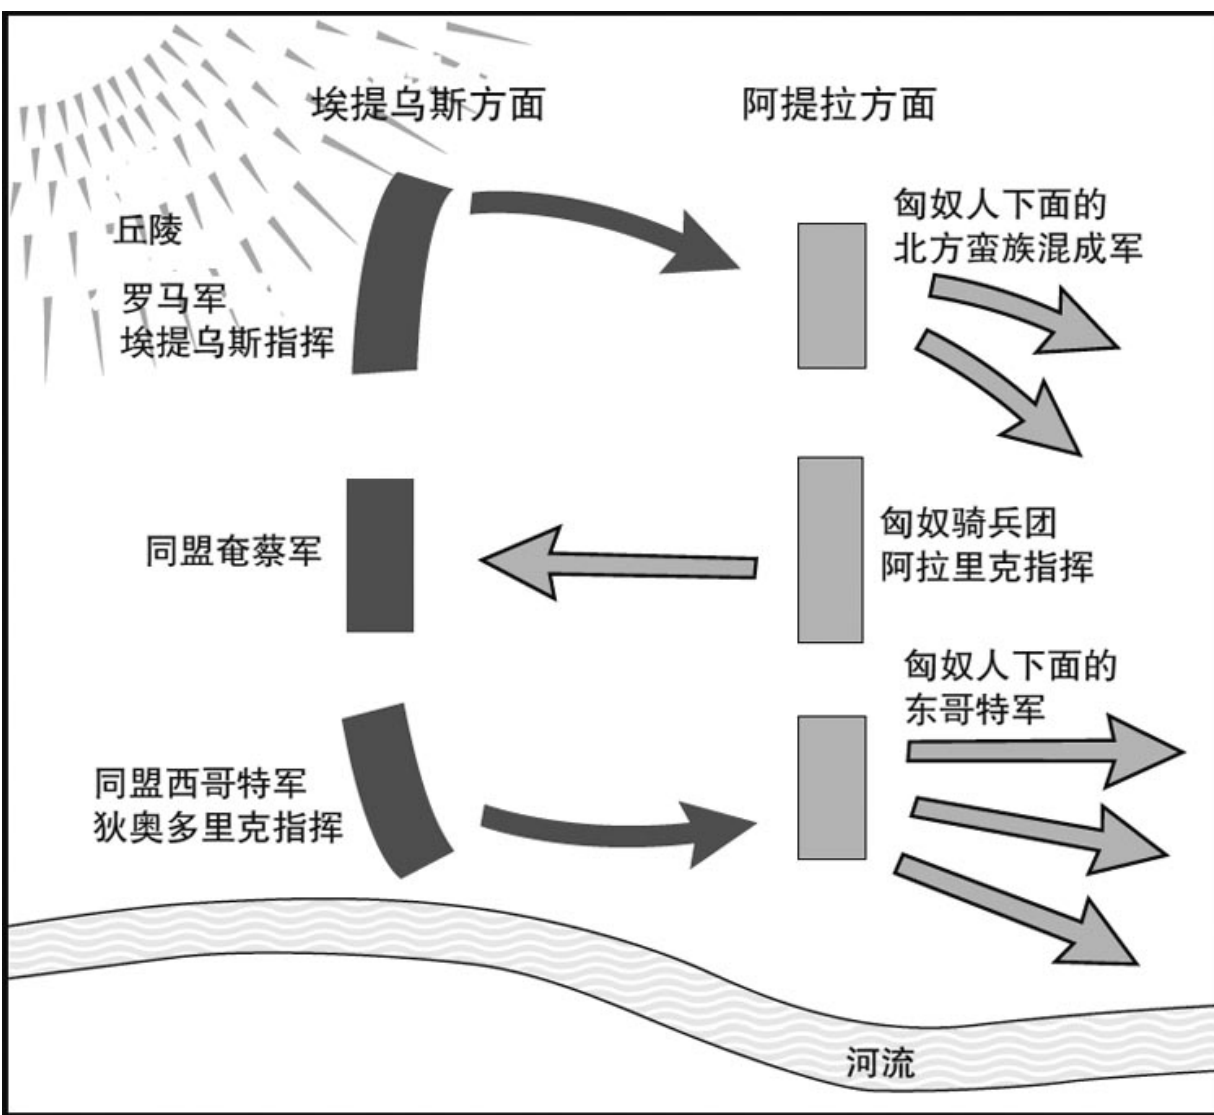 埃提乌斯方面
阿提拉方面
丘陵
罗马军
埃提乌斯指挥
匈奴人下面的
北方蛮族混成军
同盟奄蔡军
匈奴骑兵团
阿拉里克指挥
匈奴人下面的
东哥特军
同盟西哥特军
狄奥多里克指挥
河流